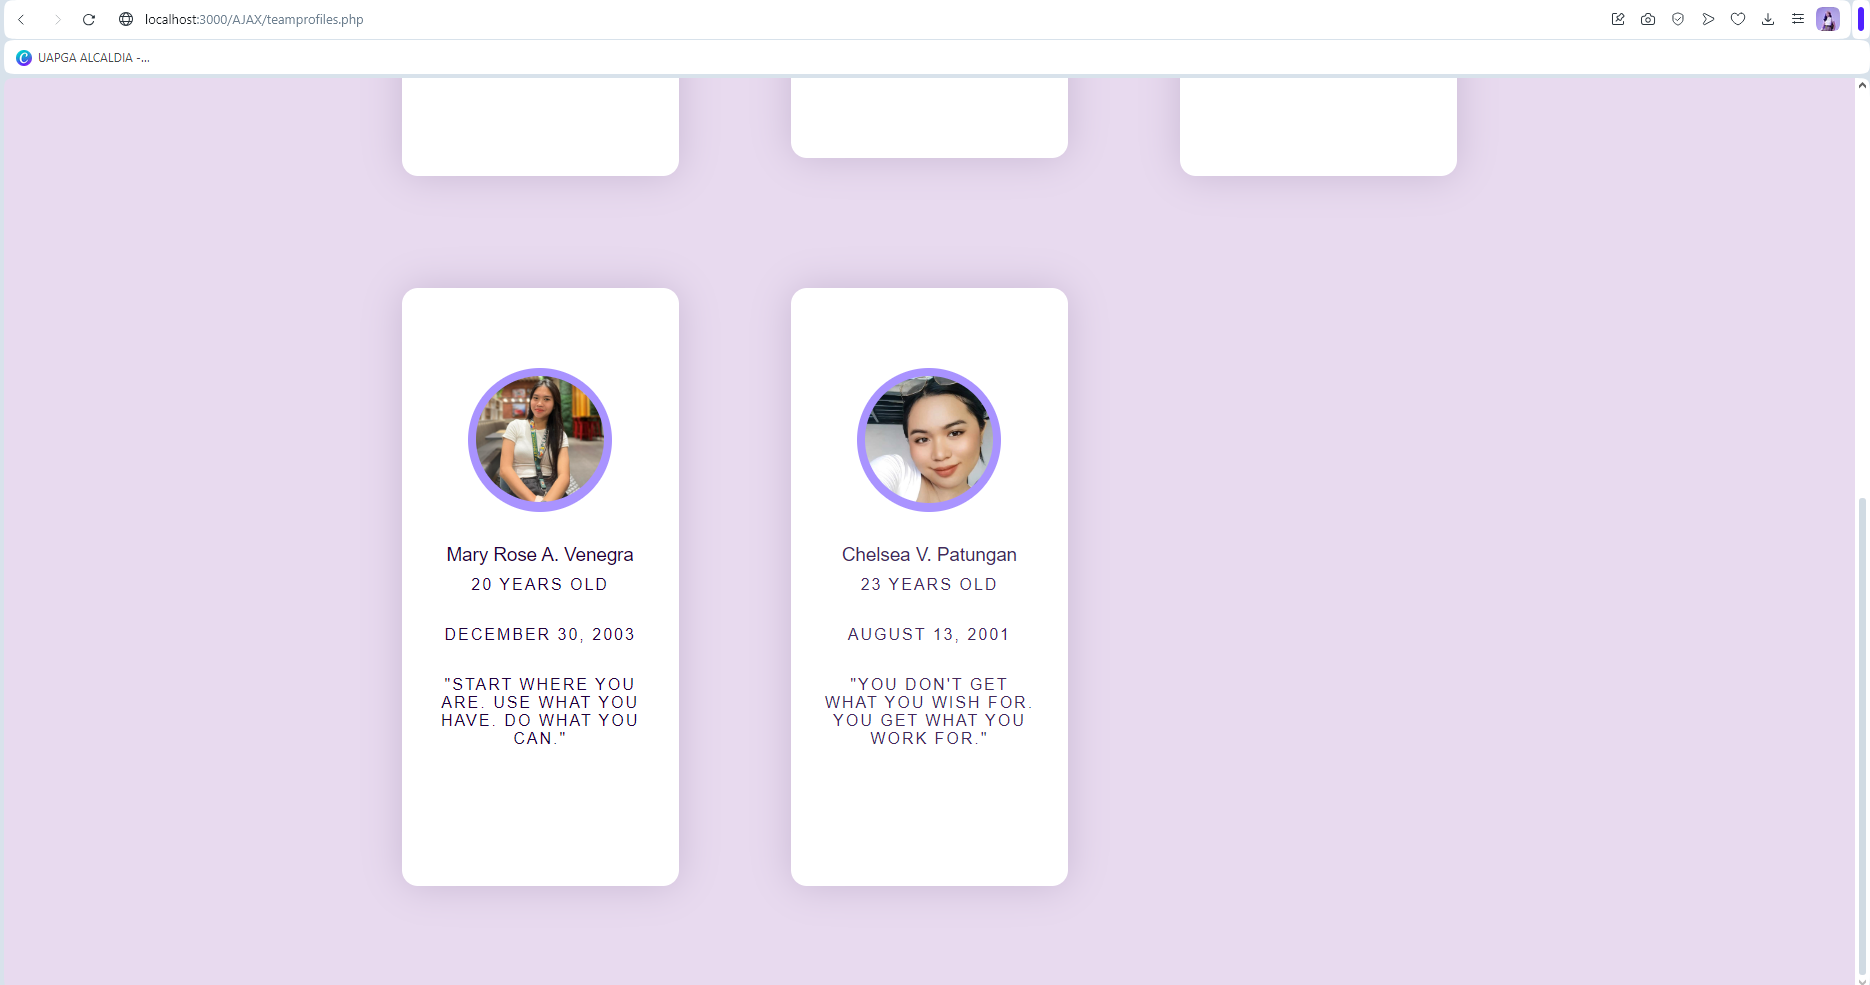 localhost:3000/AJAX/teamprofiles.php
UAPGA ALCALDIA -...
Mary Rose A. Venegra
20 YEARS OLD
DECEMBER 30, 2003
"START WHERE YOU
ARE. USE WHAT YOU
HAVE. DO WHAT YOU
CAN."
Chelsea V. Patungan
23 YEARS OLD
AUGUST 13, 2001
"YOU DON'T GET
WHAT YOU WISH FOR.
YOU GET WHAT YOU
WORK FOR."